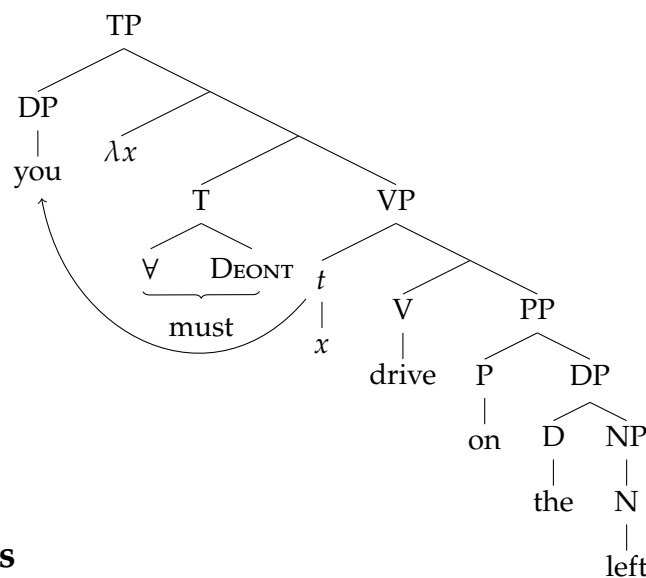 TP
DP
λx
you
T VP
∀ DEONT t
V PP
must
x
drive P DP
on
D NP
the N
s
left